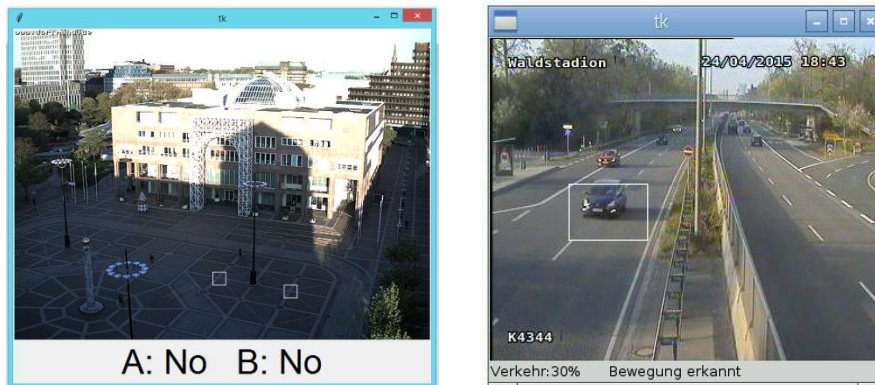 tk
A: No B: No
tk
Waldstadion 24/04/2015 18:43
K4344
Verkehr:30% Bewegung erkannt